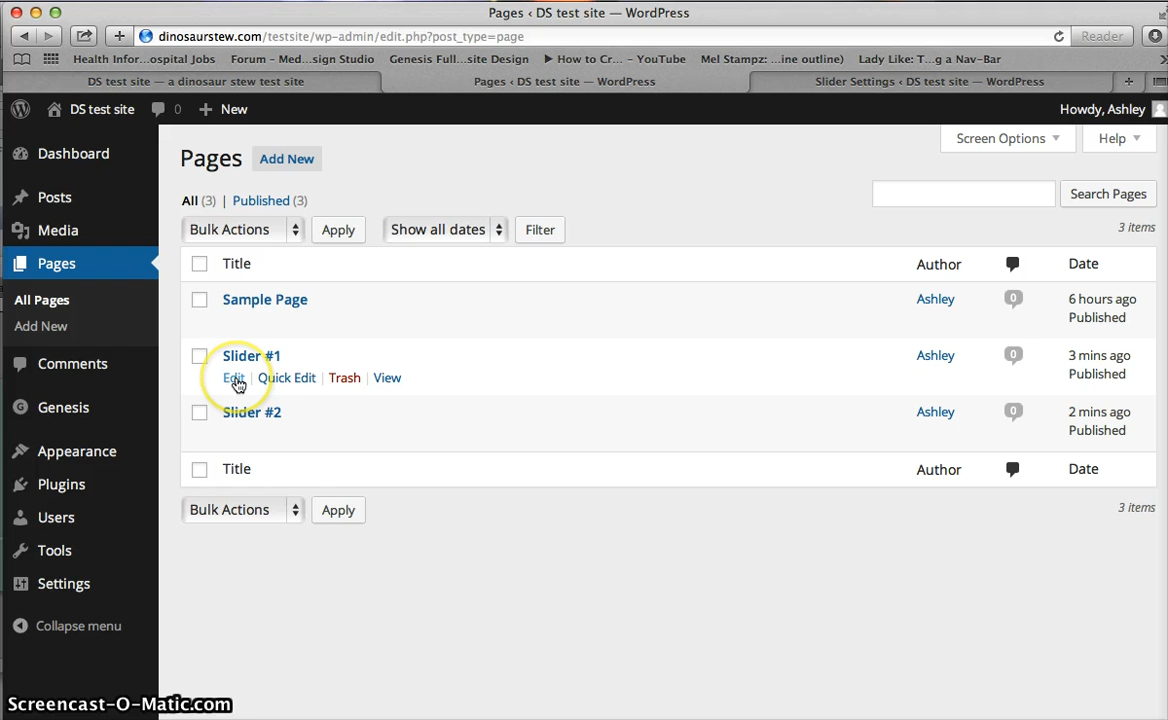 Pages ‹ DS test site — WordPress
dinosaurstew.com/testsite/wp-admin/edit.php?post_type=page
Reader
Health Infor...ospital Jobs
Forum – Med...sign Studio
Genesis Full...site Design
▶ How to Cr... – YouTube
Mel Stampz: ...ine outline)
Lady Like: T...g a Nav-Bar
DS test site — a dinosaur stew test site
Pages ‹ DS test site — WordPress
Slider Settings ‹ DS test site — WordPress
DS test site
0
+ New
Howdy, Ashley
Dashboard
Posts
Media
Pages
All Pages
Add New
Comments
Genesis
Appearance
Plugins
Users
Tools
Settings
Collapse menu
Pages
Add New
Screen Options
Help
All (3) | Published (3)
Search Pages
Bulk Actions
Apply
Show all dates
Filter
3 items
Title
Author
Date
Sample Page
Ashley
0
6 hours ago
Published
Slider #1
Edit | Quick Edit | Trash | View
Ashley
0
3 mins ago
Published
Slider #2
Ashley
0
2 mins ago
Published
Title
Author
Date
Bulk Actions
Apply
3 items
Screencast-O-Matic.com